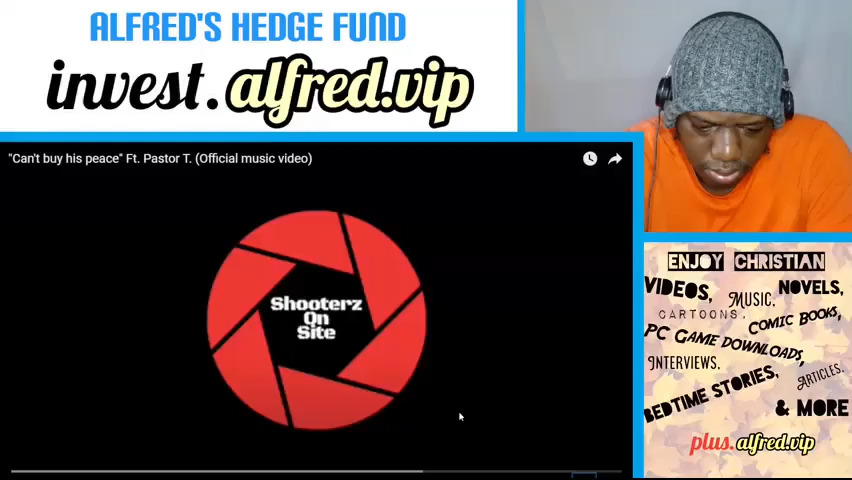 ALFRED'S HEDGE FUND
invest.alfred.vip
"Can't buy his peace" Ft. Pastor T. (Official music video)
Shooterz
On
Site
ENJOY CHRISTIAN
VIDEOS, MUSIC, NOVELS,
CARTOONS, COMIC BOOKS,
PC GAME DOWNLOADS,
INTERVIEWS,
BEDTIME STORIES, ARTICLES,
& MORE
plus.alfred.vip